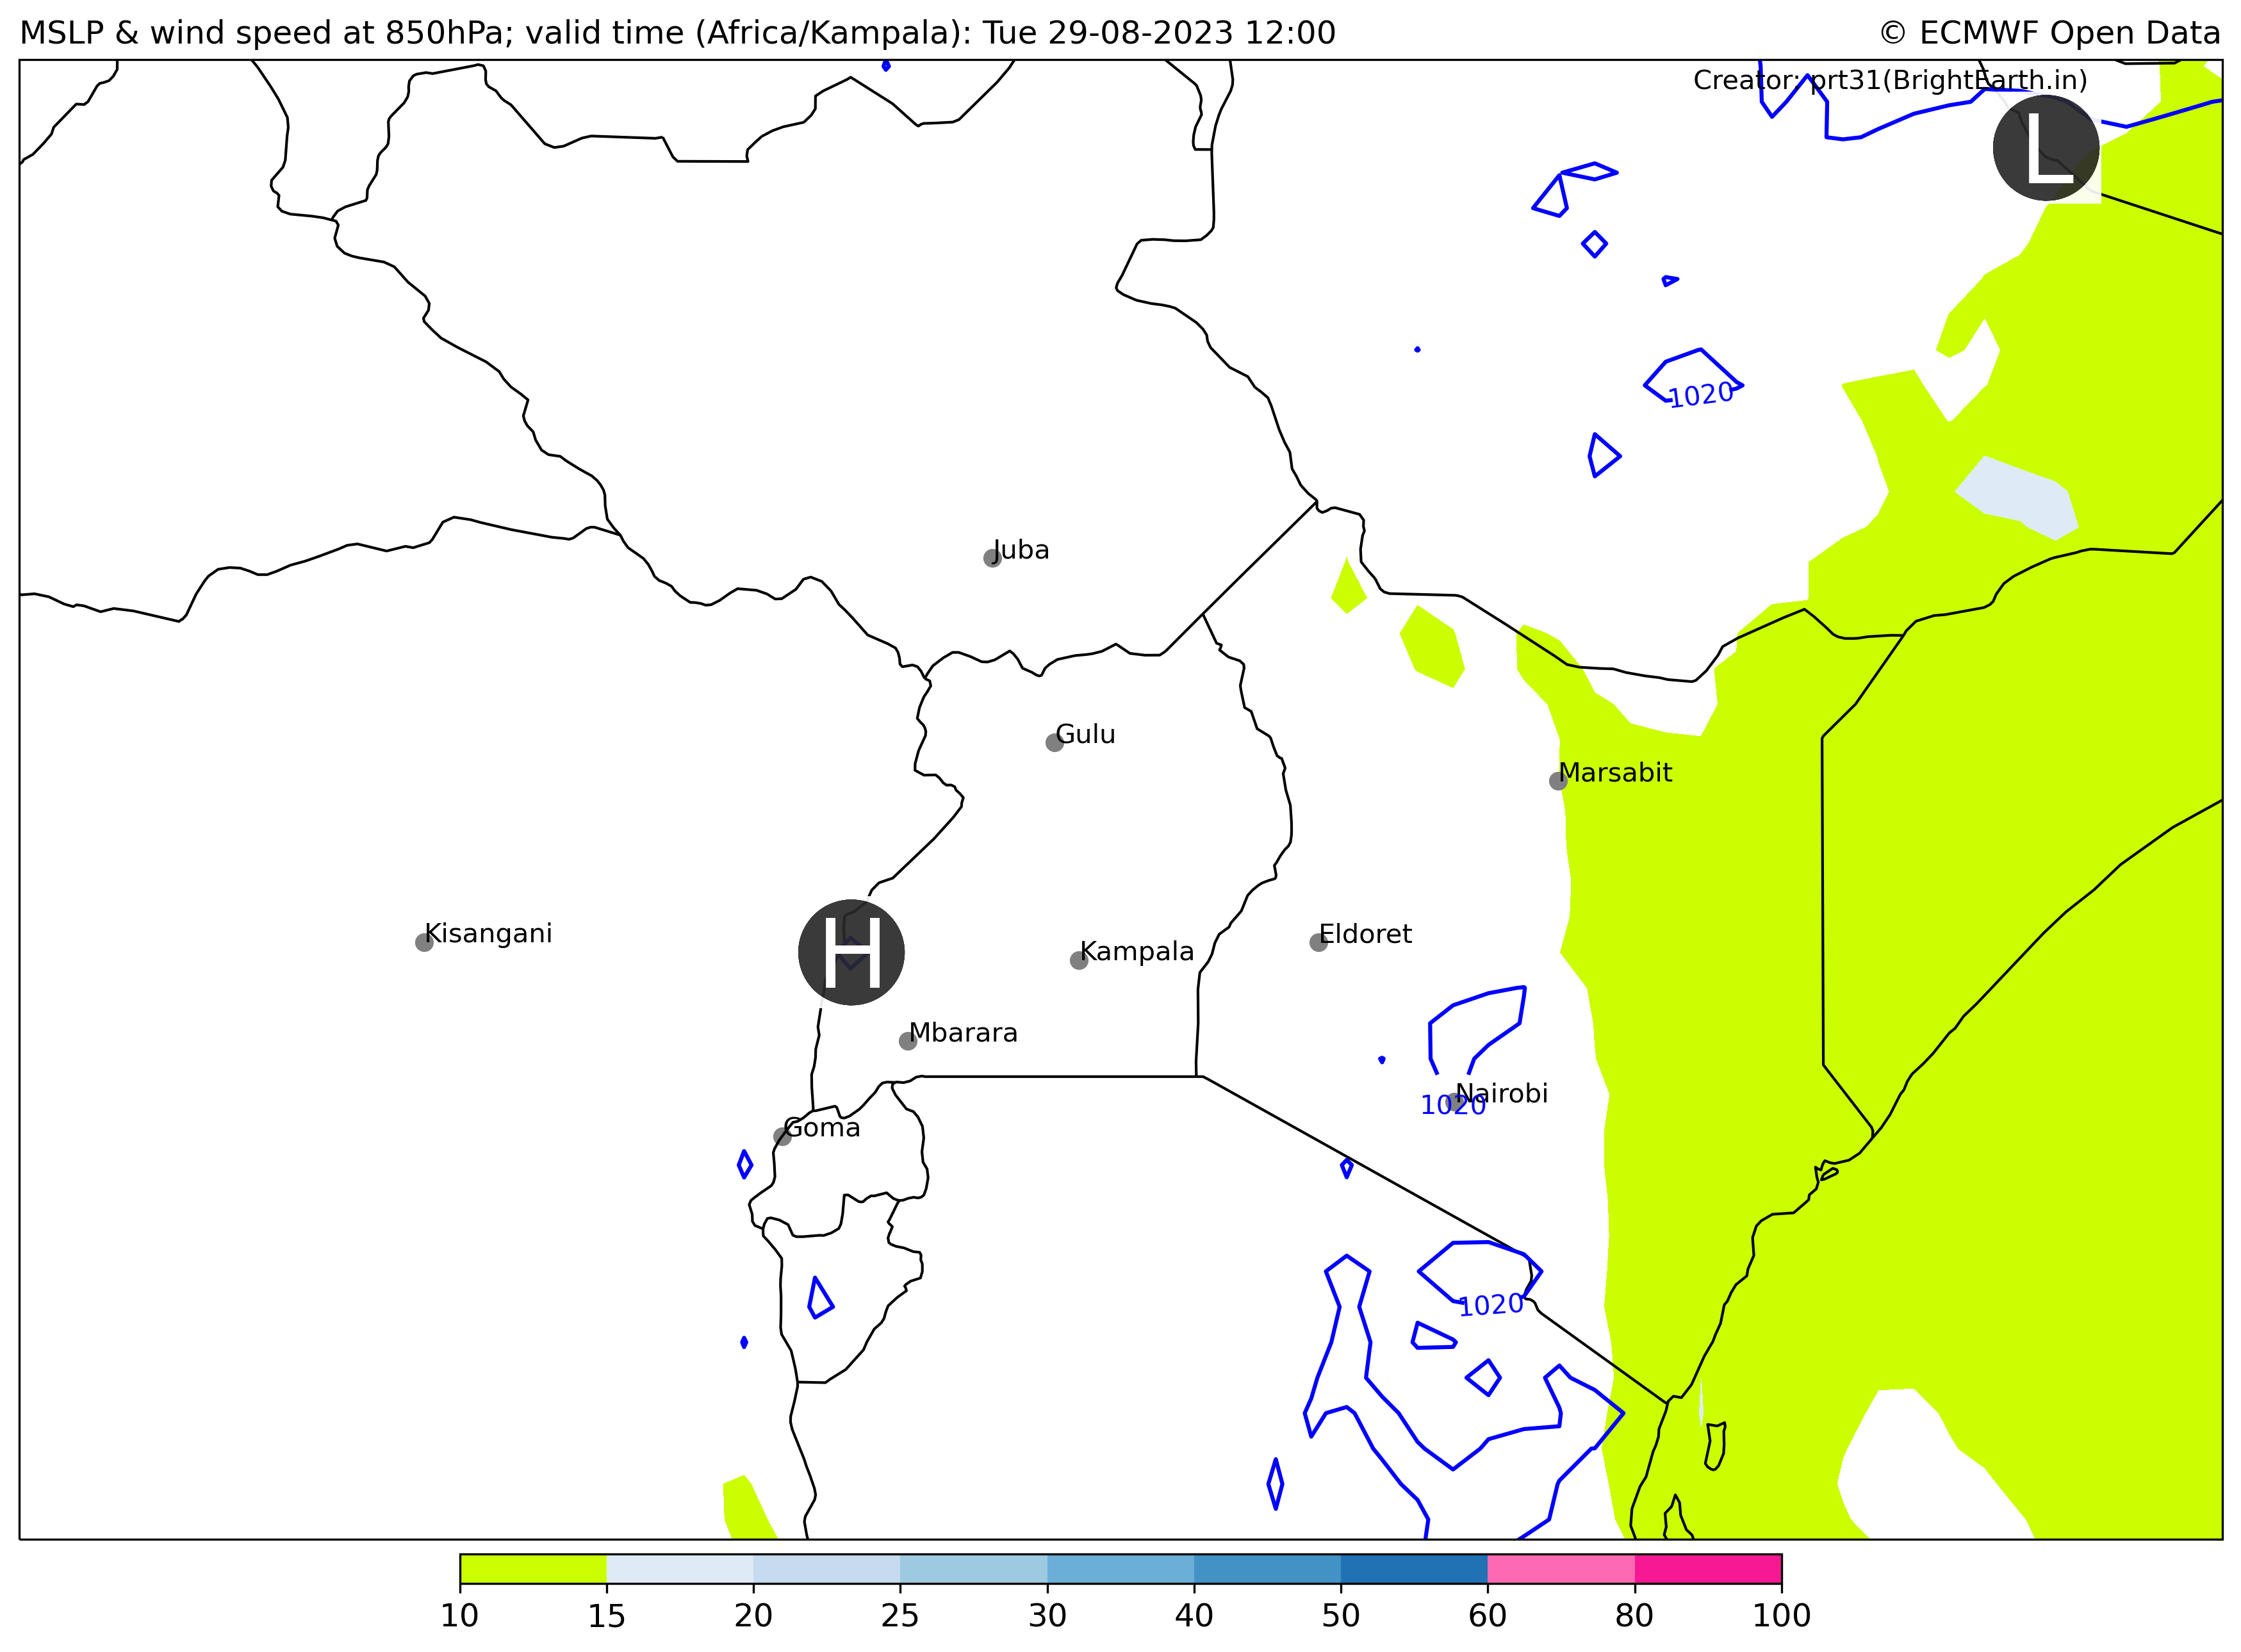 MSLP & wind speed at 850hPa; valid time (Africa/Kampala): Tue 29-08-2023 12:00
© ECMWF Open Data
Creator: prt31(BrightEarth.in)
L
1020
Juba
Gulu
Marsabit
Kisangani
H
Kampala
Eldoret
Mbarara
Nairobi
1020
Goma
1020
10 15 20 25 30 40 50 60 80 100